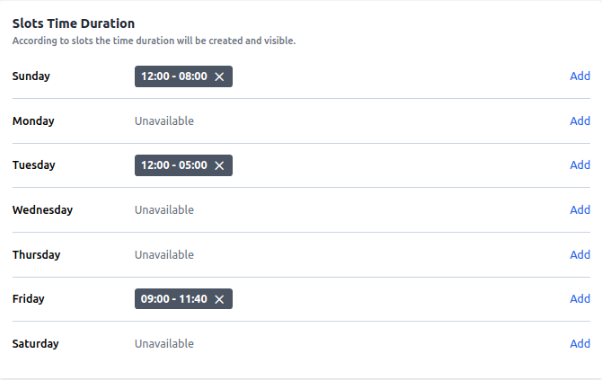 Slots Time Duration
According to slots the time duration will be created and visible.
Sunday 12:00 - 08:00 Add
Monday Unavailable Add
Tuesday 12:00 - 05:00 Add
Wednesday Unavailable Add
Thursday Unavailable Add
Friday 09:00 - 11:40 Add
Saturday Unavailable Add